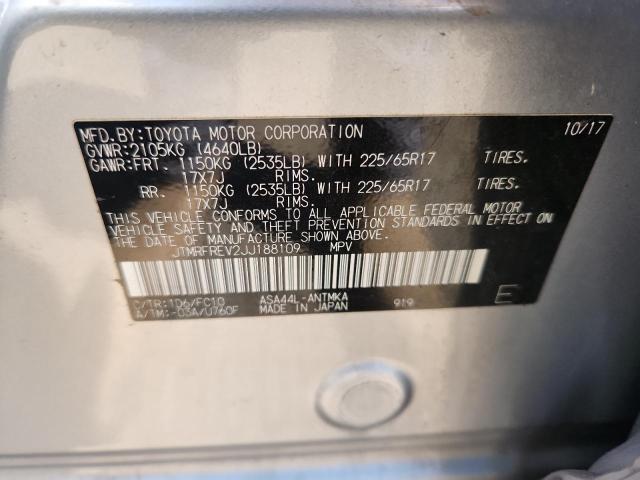 MFD.BY:TOYOTA MOTOR CORPORATION 10/17
GVWR:2105KG (4640LB)
GAWR:FRT. 1150KG (2535LB) WITH 225/65R17 TIRES.
17X7J RIMS.
RR. 1150KG (2535LB) WITH 225/65R17 TIRES.
17X7J RIMS.
THIS VEHICLE CONFORMS TO ALL APPLICABLE FEDERAL MOTOR
VEHICLE SAFETY AND THEFT PREVENTION STANDARDS IN EFFECT ON
THE DATE OF MANUFACTURE SHOWN ABOVE.
JTMRFREV2JJ188109 MPV
C/TR:1D6/FC10 ASA44L-ANTMKA 919 E
A/TM:-03A/U760F MADE IN JAPAN